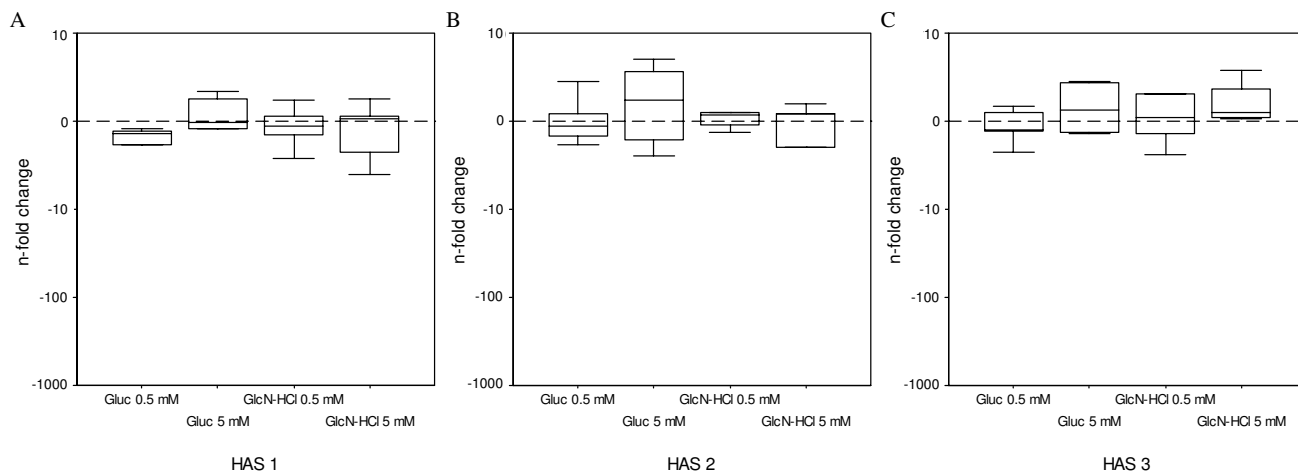 A
10
0
-10
-100
-1000
n-fold change
Gluc 0.5 mM
Gluc 5 mM
GlcN-HCl 0.5 mM
GlcN-HCl 5 mM
HAS 1
B
10
0
-10
-100
-1000
n-fold change
Gluc 0.5 mM
Gluc 5 mM
GlcN-HCl 0.5 mM
GlcN-HCl 5 mM
HAS 2
C
10
0
-10
-100
-1000
n-fold change
Gluc 0.5 mM
Gluc 5 mM
GlcN-HCl 0.5 mM
GlcN-HCl 5 mM
HAS 3